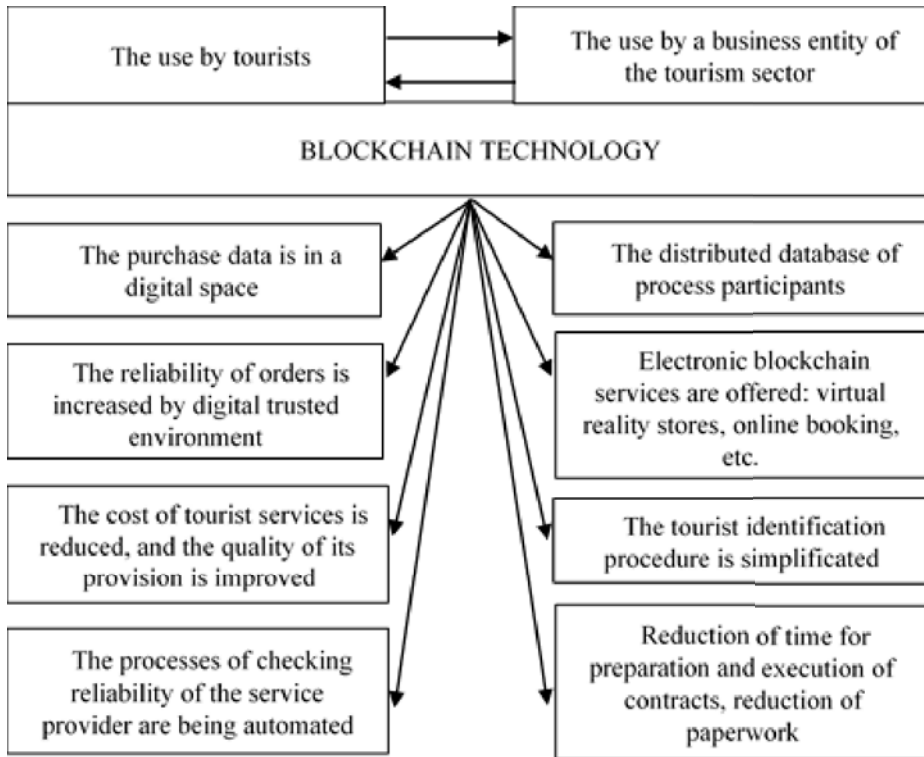 The use by tourists
The use by a business entity of
the tourism sector
BLOCKCHAIN TECHNOLOGY
The purchase data is in a
digital space
The distributed database of
process participants
The reliability of orders is
increased by digital trusted
environment
Electronic blockchain
services are offered: virtual
reality stores, online booking,
etc.
The cost of tourist services is
reduced, and the quality of its
provision is improved
The tourist identification
procedure is simplificated
The processes of checking
reliability of the service
provider are being automated
Reduction of time for
preparation and execution of
contracts, reduction of
paperwork